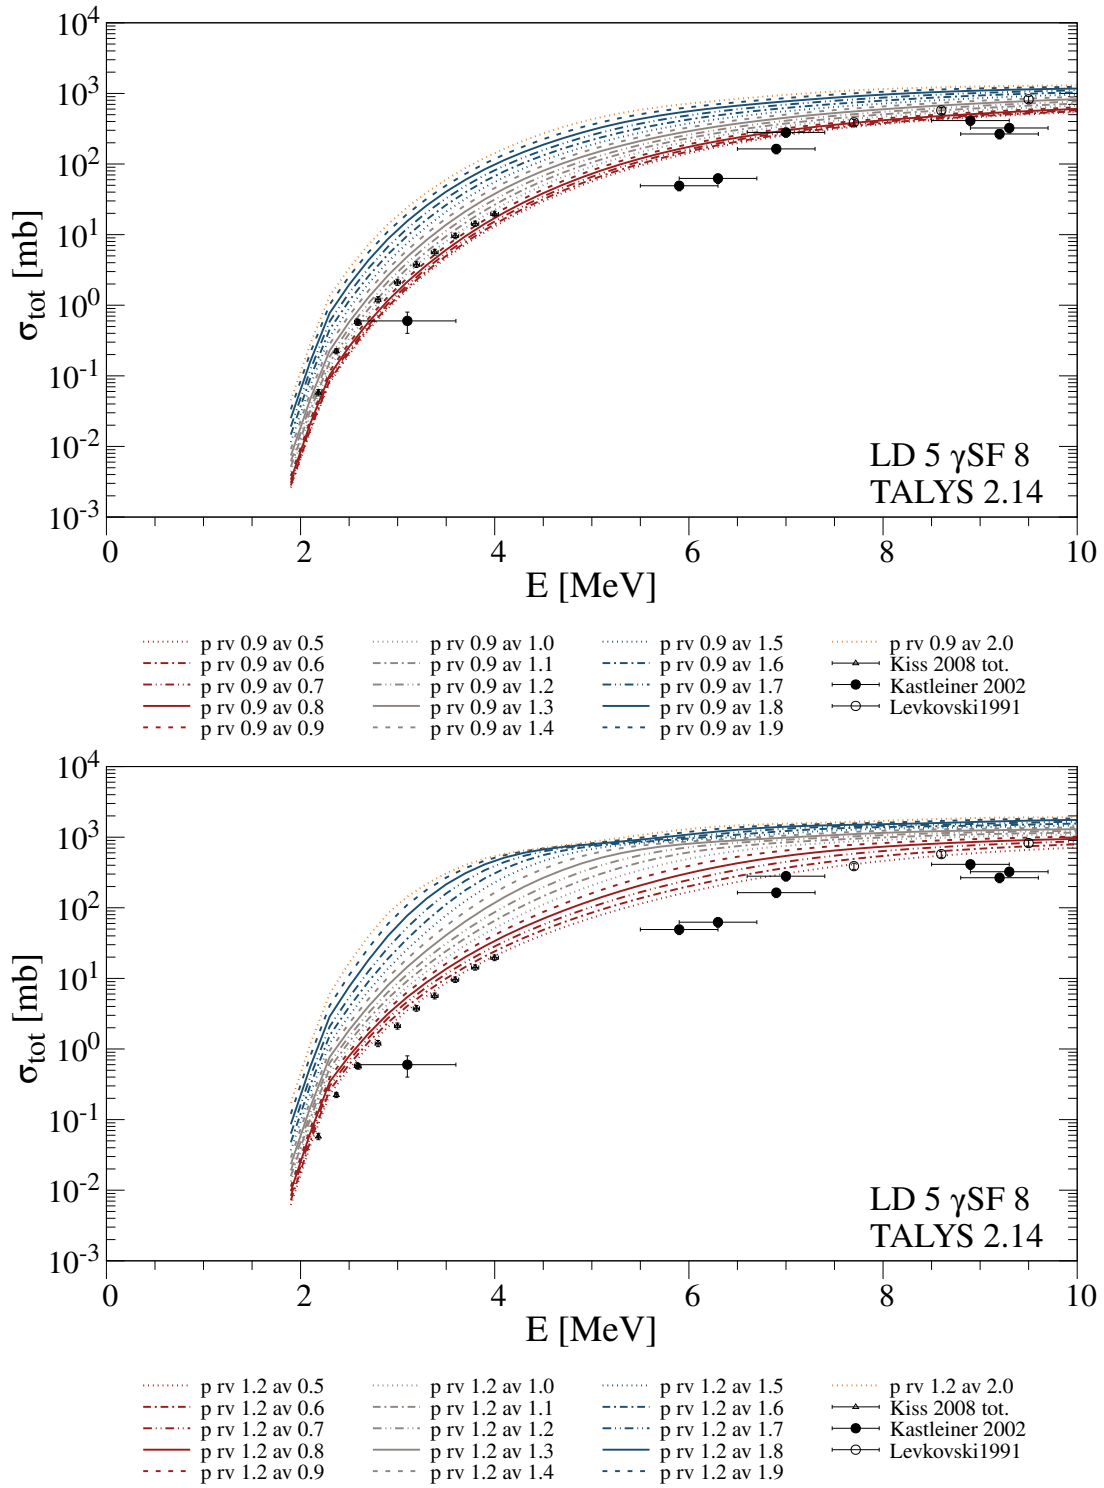 10^4
10^3
10^2
10^1
10^0
10^-1
10^-2
10^-3
σ_tot [mb]
LD 5 γSF 8
TALYS 2.14
0 2 4 6 8 10
E [MeV]
p rv 0.9 av 0.5 p rv 0.9 av 1.0 p rv 0.9 av 1.5 p rv 0.9 av 2.0
p rv 0.9 av 0.6 p rv 0.9 av 1.1 p rv 0.9 av 1.6 Kiss 2008 tot.
p rv 0.9 av 0.7 p rv 0.9 av 1.2 p rv 0.9 av 1.7 Kastleiner 2002
p rv 0.9 av 0.8 p rv 0.9 av 1.3 p rv 0.9 av 1.8 Levkovski1991
p rv 0.9 av 0.9 p rv 0.9 av 1.4 p rv 0.9 av 1.9
10^4
10^3
10^2
10^1
10^0
10^-1
10^-2
10^-3
σ_tot [mb]
LD 5 γSF 8
TALYS 2.14
0 2 4 6 8 10
E [MeV]
p rv 1.2 av 0.5 p rv 1.2 av 1.0 p rv 1.2 av 1.5 p rv 1.2 av 2.0
p rv 1.2 av 0.6 p rv 1.2 av 1.1 p rv 1.2 av 1.6 Kiss 2008 tot.
p rv 1.2 av 0.7 p rv 1.2 av 1.2 p rv 1.2 av 1.7 Kastleiner 2002
p rv 1.2 av 0.8 p rv 1.2 av 1.3 p rv 1.2 av 1.8 Levkovski1991
p rv 1.2 av 0.9 p rv 1.2 av 1.4 p rv 1.2 av 1.9